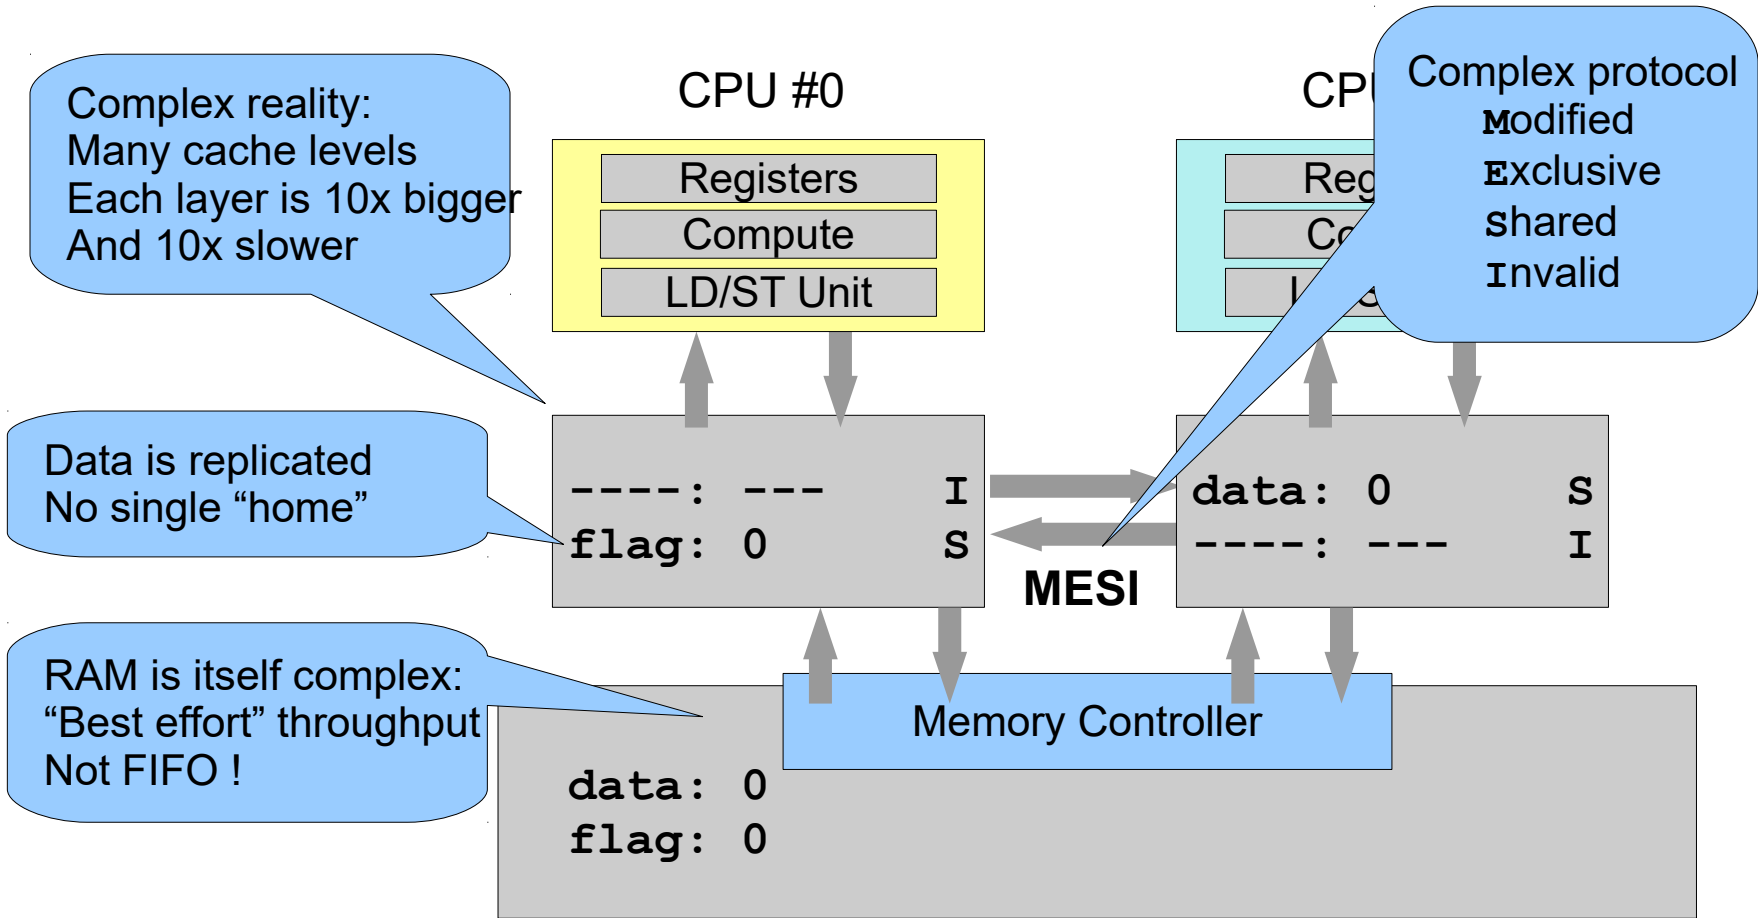 Complex reality:
Many cache levels
Each layer is 10x bigger
And 10x slower
CPU #0
Registers
Compute
LD/ST Unit
Complex protocol
Modified
Exclusive
Shared
Invalid
Data is replicated
No single “home”
----: --- I
flag: 0 S
MESI
data: 0 S
----: --- I
RAM is itself complex:
“Best effort” throughput
Not FIFO !
Memory Controller
data: 0
flag: 0